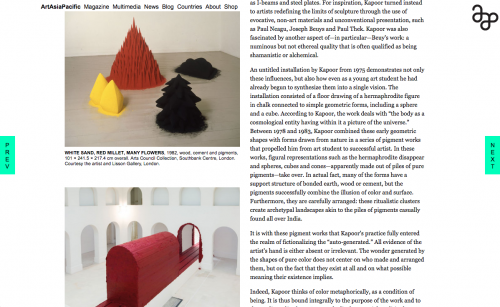 ArtAsiaPacific Magazine Multimedia News Blog Countries About Shop
WHITE SAND, RED MILLET, MANY FLOWERS, 1982, wood, cement and pigments,
101 × 241.5 × 217.4 cm overall. Arts Council Collection, Southbank Centre, London.
Courtesy the artist and Lisson Gallery, London.
as I-beams and steel plates. For inspiration, Kapoor turned instead
to artists redefining the limits of sculpture through the use of
evocative, non-art materials and unconventional presentation, such
as Paul Neagu, Joseph Beuys and Paul Thek. Kapoor was also
fascinated by another aspect of—in particular—Beuy's work: a
numinous but not ethereal quality that is often qualified as being
shamanistic or alchemical.
An untitled installation by Kapoor from 1975 demonstrates not only
these influences, but also how even as a young art student he had
already begun to synthesize them into a single vision. The
installation consisted of a floor drawing of a hermaphrodite figure
in chalk connected to simple geometric forms, including a sphere
and a cube. According to Kapoor, the work deals with "the body as a
cosmological entity having within it a picture of the universe."
Between 1978 and 1983, Kapoor combined these early geometric
shapes with forms drawn from nature in a series of pigment works
that propelled him from art student to successful artist. In these
works, figural representations such as the hermaphrodite disappear
and spheres, cubes and cones—apparently made out of piles of pure
pigments—take over. In actual fact, many of the forms have a
support structure of bonded earth, wood or cement, but the
pigments successfully combine the illusion of color and surface.
Furthermore, they are carefully arranged: these ritualistic clusters
create archetypal landscapes akin to the piles of pigments casually
found all over India.
It is with these pigment works that Kapoor's practice fully entered
the realm of fictionalizing the "auto-generated." All evidence of the
artist's hand is either absent or irrelevant. The wonder generated by
the shapes of pure color does not center on who made and arranged
them, but on the fact that they exist at all and on what possible
meaning their existence implies.
Indeed, Kapoor thinks of color metaphorically, as a condition of
being. It is thus bound integrally to the purpose of the work and to
PREV
NEXT